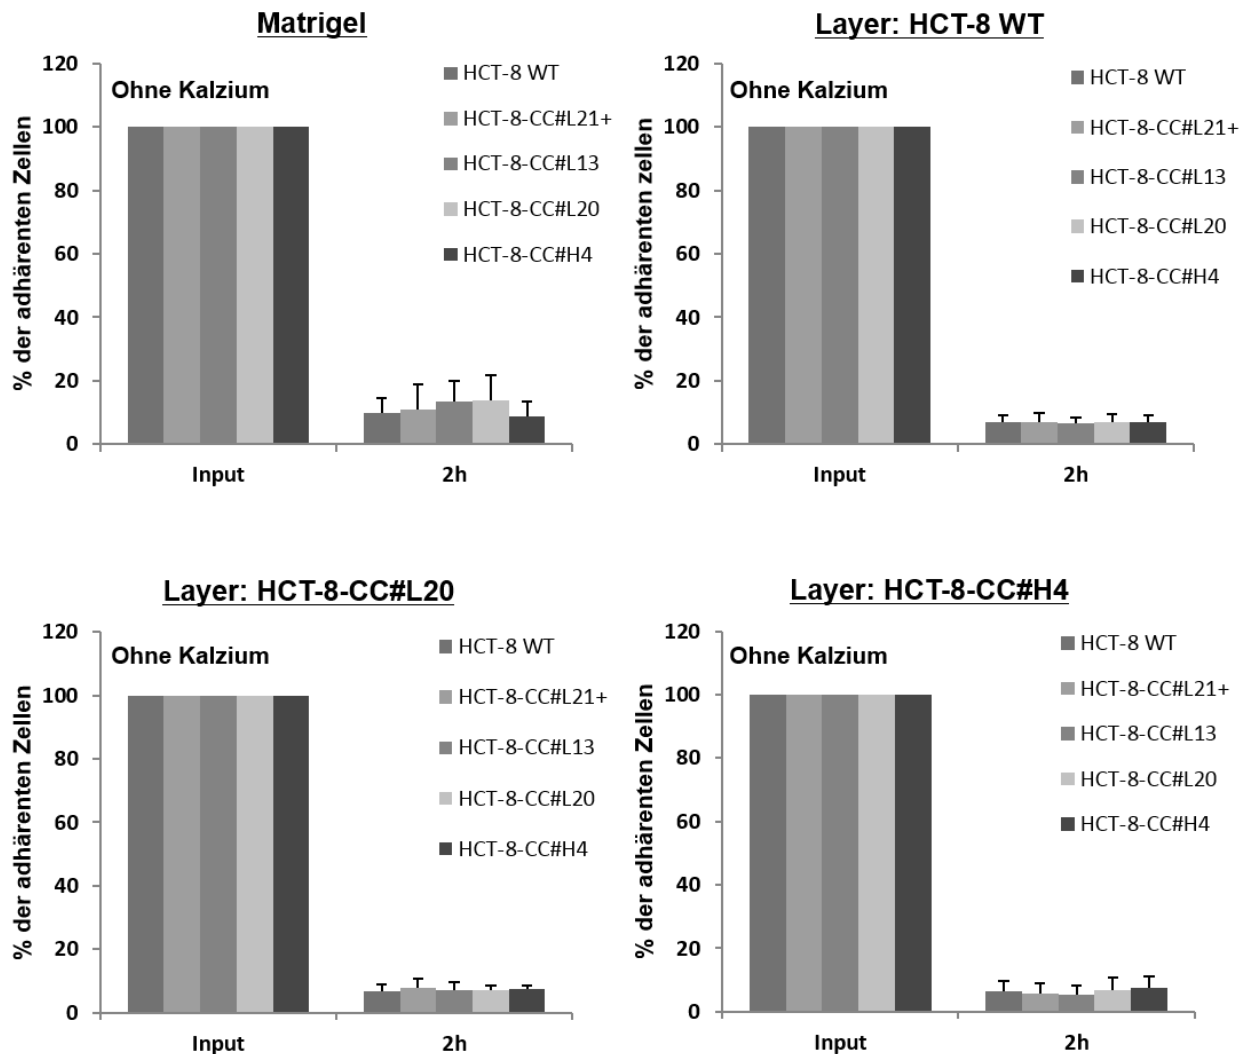 Matrigel
% der adhärenten Zellen
120
100
80
60
40
20
0
Ohne Kalzium
HCT-8 WT
HCT-8-CC#L21+
HCT-8-CC#L13
HCT-8-CC#L20
HCT-8-CC#H4
Input
2h
Layer: HCT-8 WT
% der adhärenten zellen
120
100
80
60
40
20
0
Ohne Kalzium
HCT-8 WT
HCT-8-CC#L21+
HCT-8-CC#L13
HCT-8-CC#L20
HCT-8-CC#H4
Input
2h
Layer: HCT-8-CC#L20
% der adhärenten Zellen
120
100
80
60
40
20
0
Ohne Kalzium
HCT-8 WT
HCT-8-CC#L21+
HCT-8-CC#L13
HCT-8-CC#L20
HCT-8-CC#H4
Input
2h
Layer: HCT-8-CC#H4
% der adhärenten Zellen
120
100
80
60
40
20
0
Ohne Kalzium
HCT-8 WT
HCT-8-CC#L21+
HCT-8-CC#L13
HCT-8-CC#L20
HCT-8-CC#H4
Input
2h